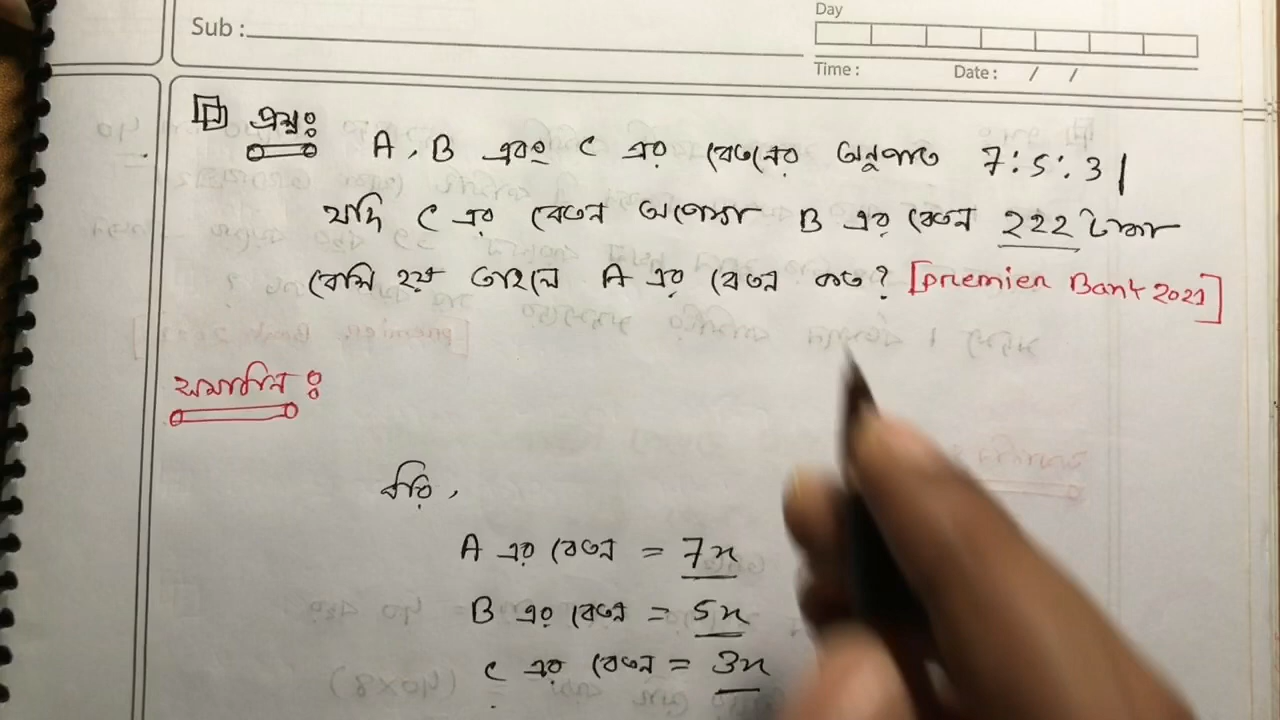 Sub :
Day
Time : Date : / /
প্রশ্নঃ A, B এবং C এর বেতনের অনুপাত 7:5:3।
যদি C এর বেতন অপেক্ষা B এর বেতন ২২২ টাকা
বেশি হয় তাহলে A এর বেতন কত? [premier Bank 2021]
সমাধান ঃ
ধরি,
A এর বেতন = 7x
B এর বেতন = 5x
C এর বেতন = 3x